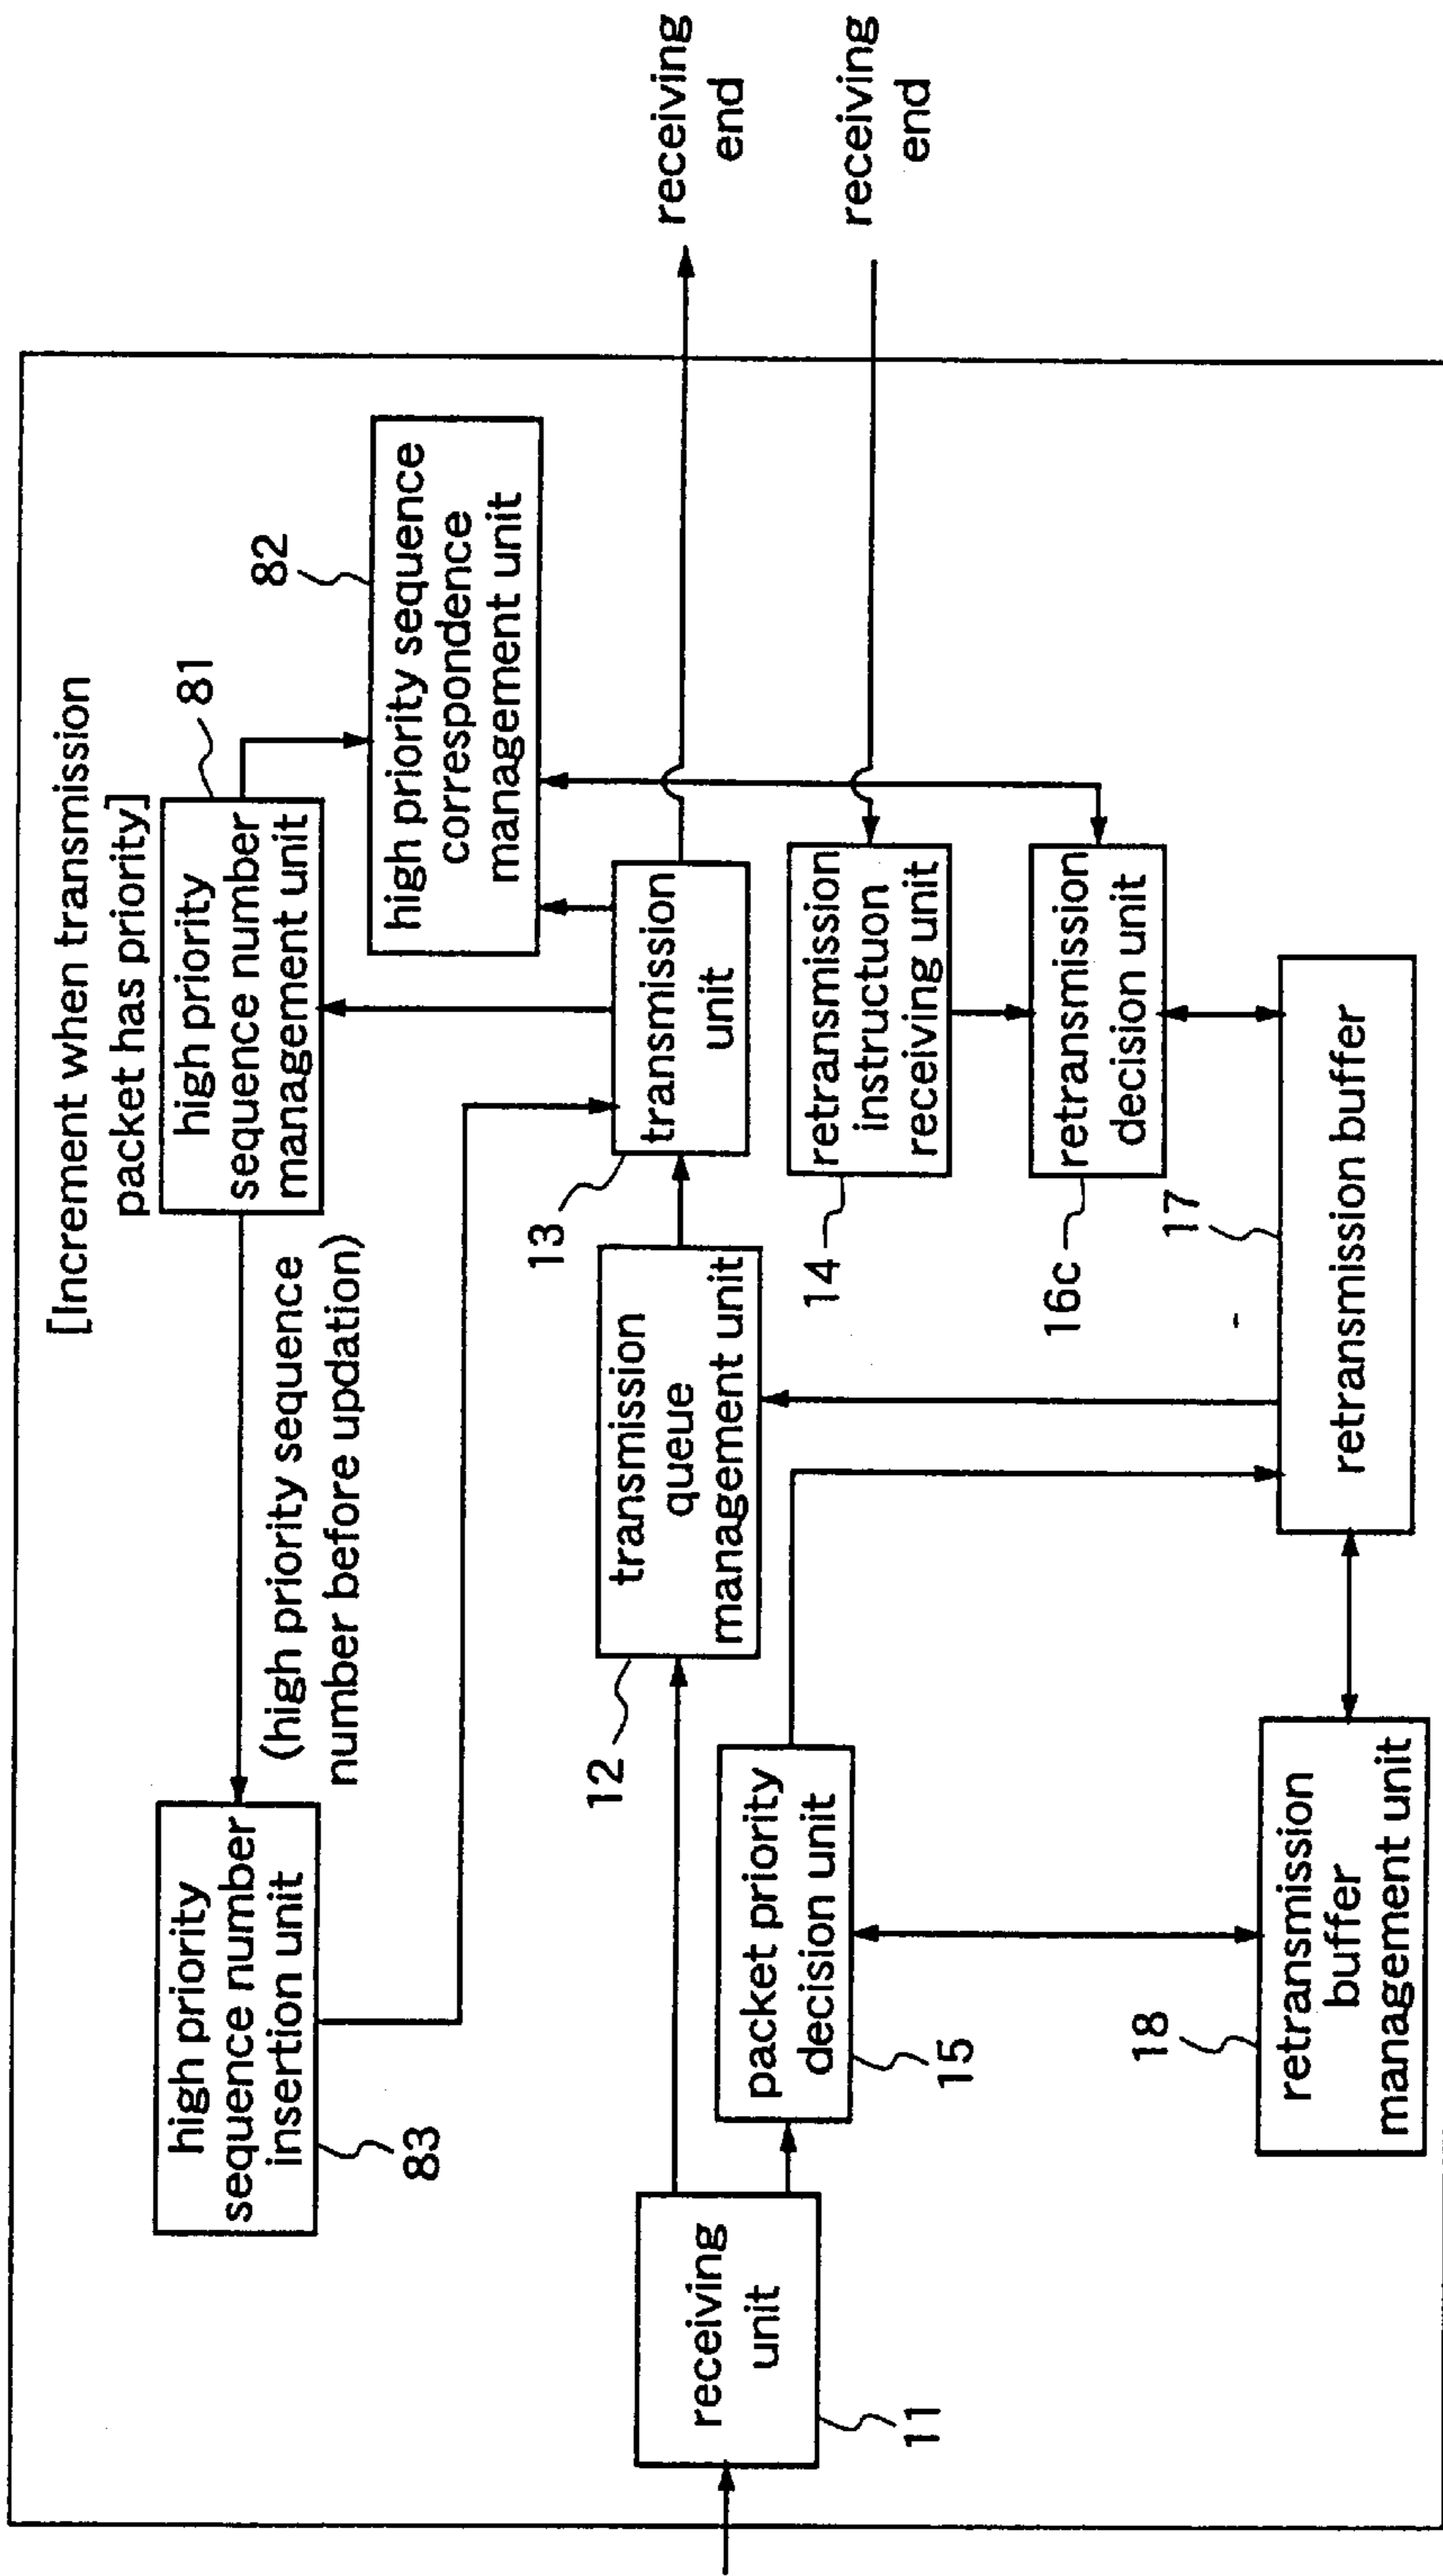 [Increment when transmission
packet has priority]
high priority
sequence number
insertion unit
83
(high priority sequence
number before updation)
high priority
sequence number
management unit
81
82
high priority sequence
correspondence
management unit
receiving
unit
11
12
transmission
queue
management unit
13
transmission
unit
receiving
end
receiving
end
packet priority
decision unit
15
14
retransmission
instructuon
receiving unit
16c
retransmission
decision unit
18
retransmission
buffer
management unit
17
retransmission buffer